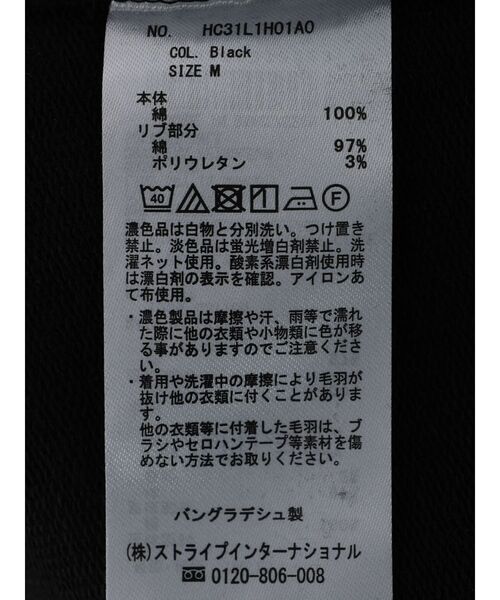 NO. HC31L1H01A0
COL. Black
SIZE M
本体
綿 100%
リブ部分
綿 97%
ポリウレタン 3%
40 F
濃色品は白物と分別洗い。つけ置き
禁止。淡色品は蛍光増白剤禁止。洗
濯ネット使用。酸素系漂白剤使用時
は漂白剤の表示を確認。アイロンあ
て布使用。
・濃色製品は摩擦や汗、雨等で濡れ
た際に他の衣類や小物類に色が移
る事がありますのでご注意くださ
い。
・着用や洗濯中の摩擦により毛羽が
抜け他の衣類に付くことがありま
す。
他の衣類等に付着した毛羽は、ブ
ラシやセロハンテープ等素材を傷
めない方法でお取りください。
バングラデシュ製
(株)ストライプインターナショナル
0120-806-008